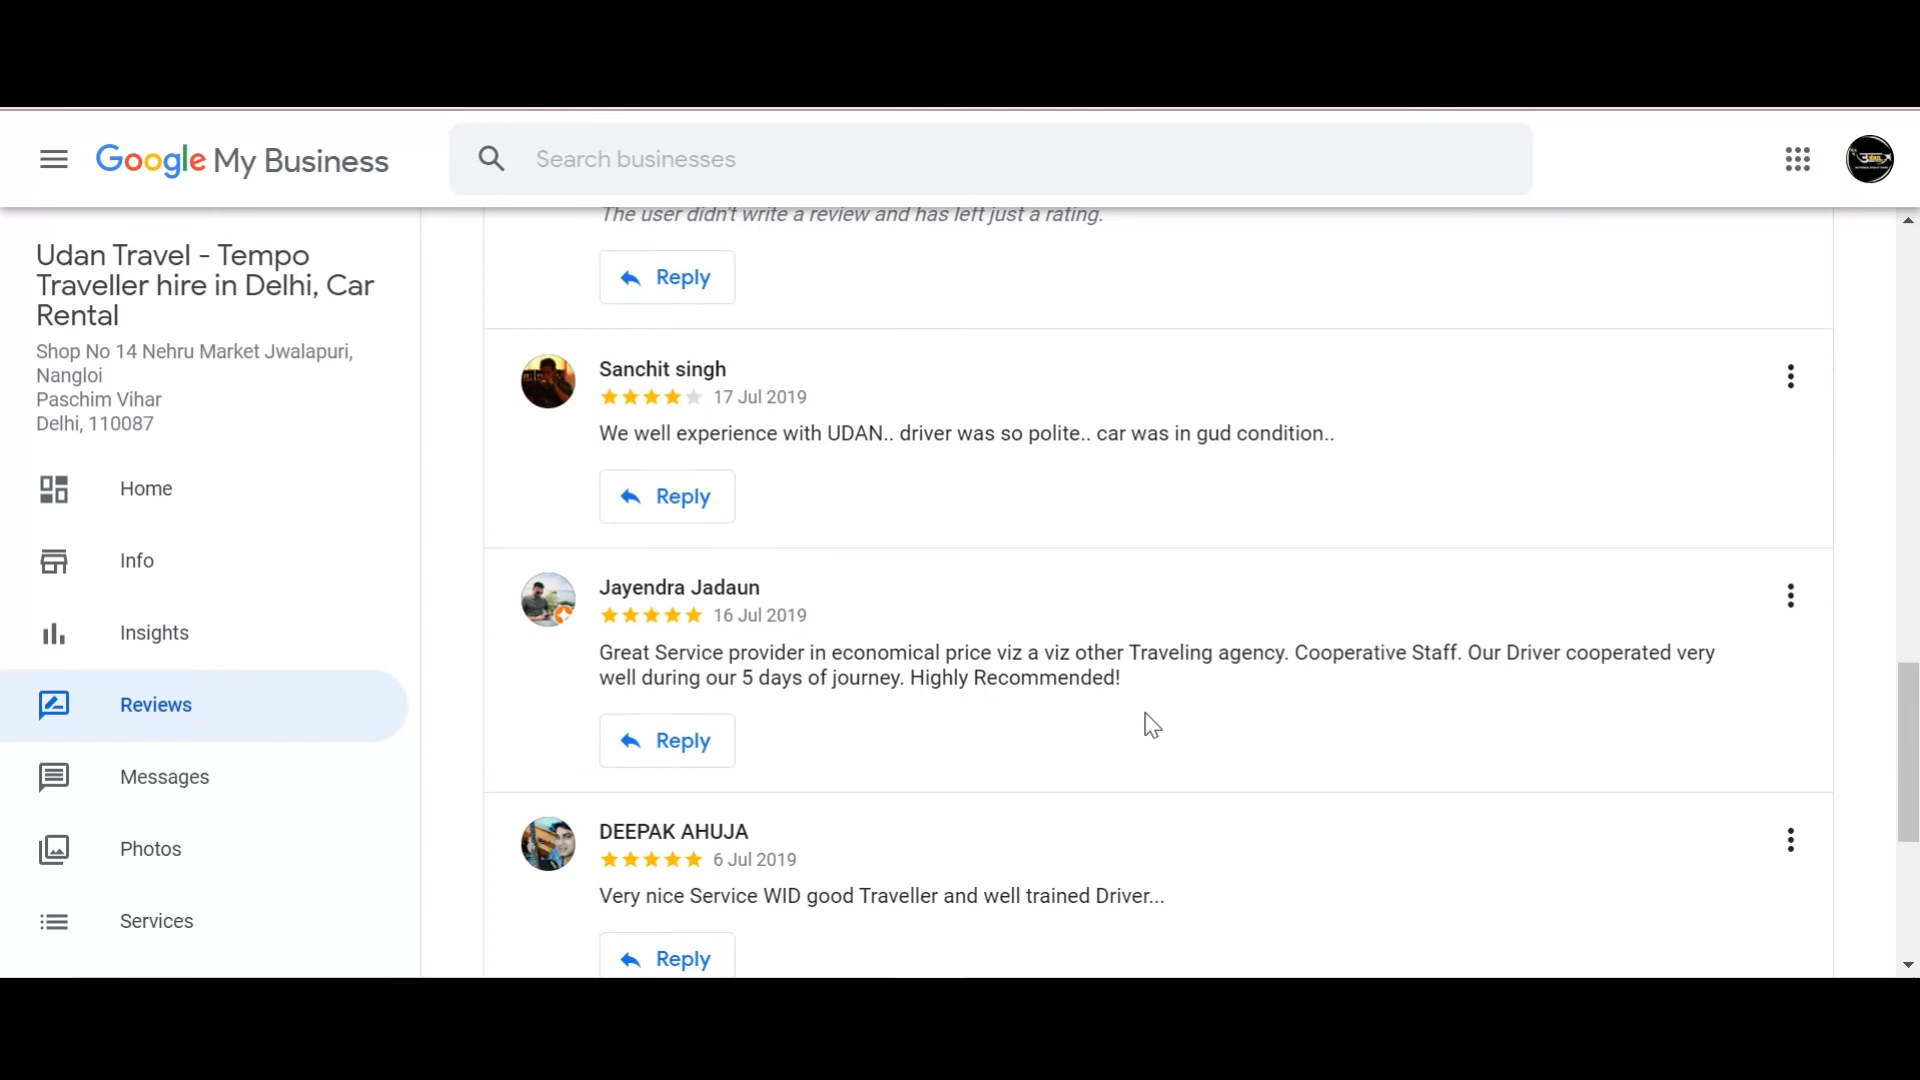 Google My Business
Search businesses
Udan Travel - Tempo
Traveller hire in Delhi, Car
Rental
Shop No 14 Nehru Market Jwalapuri,
Nangloi
Paschim Vihar
Delhi, 110087
Home
Info
Insights
Reviews
Messages
Photos
Services
The user didn't write a review and has left just a rating.
Reply
Sanchit singh
17 Jul 2019
We well experience with UDAN.. driver was so polite.. car was in gud condition..
Reply
Jayendra Jadaun
16 Jul 2019
Great Service provider in economical price viz a viz other Traveling agency. Cooperative Staff. Our Driver cooperated very
well during our 5 days of journey. Highly Recommended!
Reply
DEEPAK AHUJA
6 Jul 2019
Very nice Service WID good Traveller and well trained Driver...
Reply